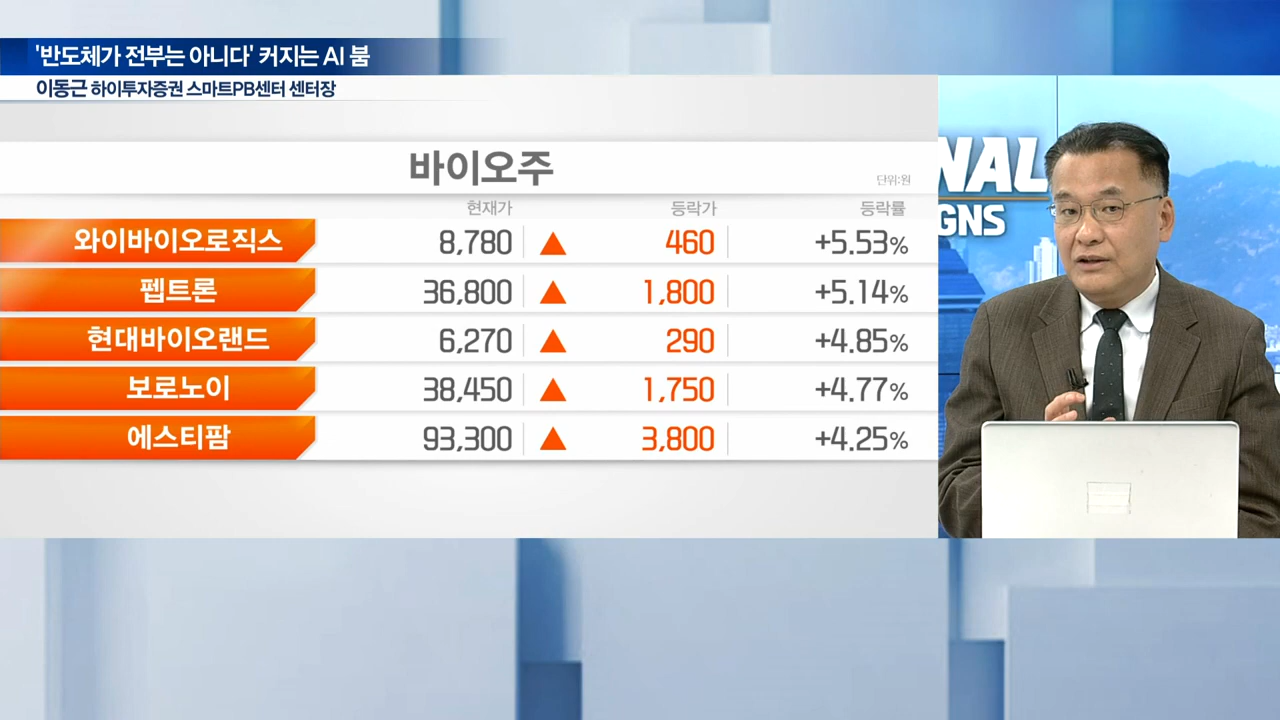 '반도체가 전부는 아니다' 커지는 AI 붐
이동근 하이투자증권 스마트PB센터 센터장
바이오주
단위:원
현재가 등락가 등락률
와이바이오로직스 8,780 ▲ 460 +5.53%
펩트론 36,800 ▲ 1,800 +5.14%
현대바이오랜드 6,270 ▲ 290 +4.85%
보로노이 38,450 ▲ 1,750 +4.77%
에스티팜 93,300 ▲ 3,800 +4.25%
NAL
GNS